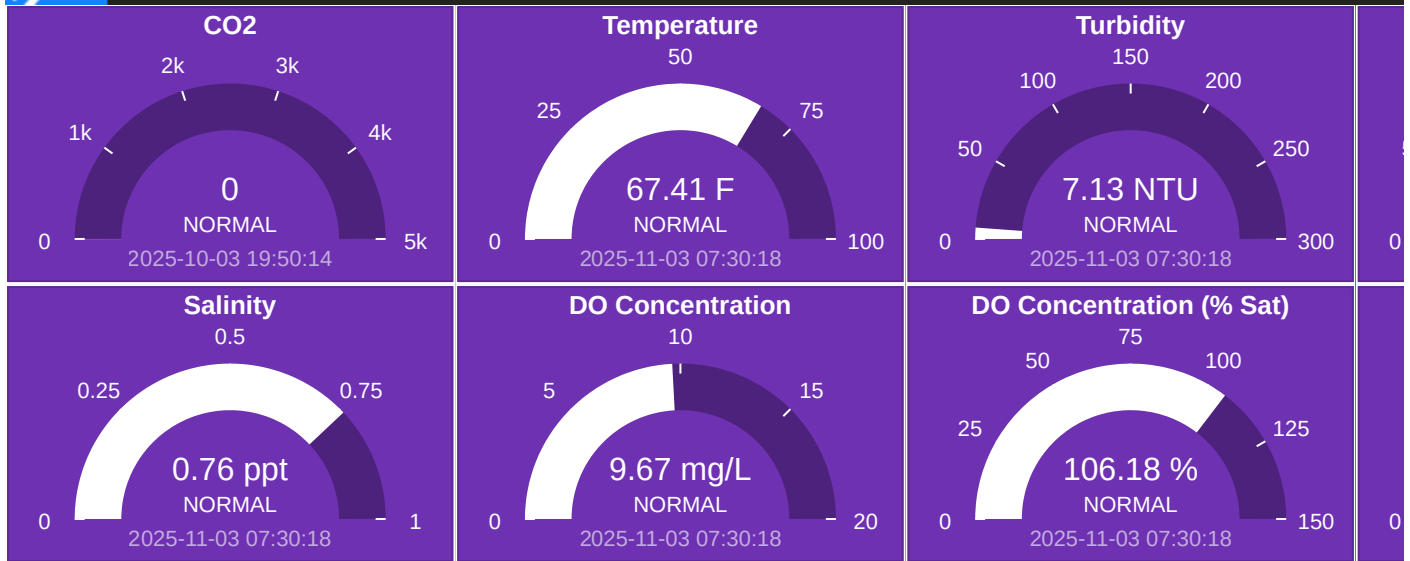 CO2
2k
3k
1k
4k
0
NORMAL
0
5k
2025-10-03 19:50:14
Temperature
50
25
75
67.41 F
NORMAL
0
100
2025-11-03 07:30:18
Turbidity
150
100
200
50
250
7.13 NTU
NORMAL
0
300
2025-11-03 07:30:18
0
Salinity
0.5
0.25
0.75
0.76 ppt
NORMAL
0
1
2025-11-03 07:30:18
DO Concentration
10
5
15
9.67 mg/L
NORMAL
0
20
2025-11-03 07:30:18
DO Concentration (% Sat)
75
50
100
25
125
106.18 %
NORMAL
0
150
2025-11-03 07:30:18
0